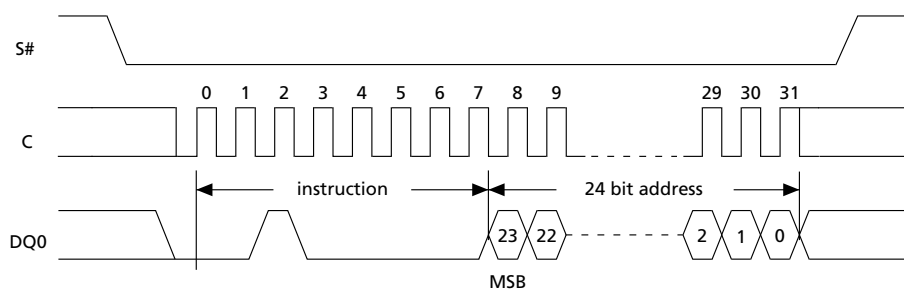 S#
0 1 2 3 4 5 6 7 8 9 29 30 31
C
instruction 24 bit address
DQ0 23 22 2 1 0
MSB